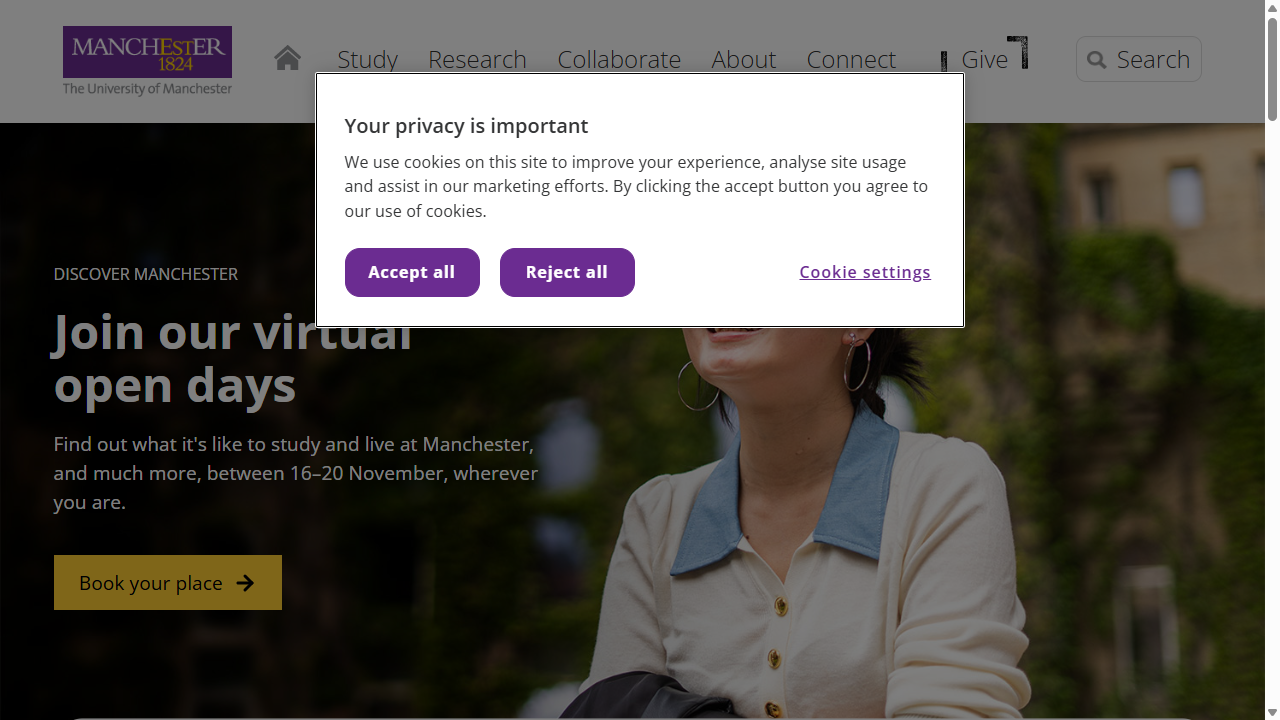 MANCHESTER
1824
The University of Manchester
Study
Research
Collaborate
About
Connect
Give
Search
Your privacy is important
We use cookies on this site to improve your experience, analyse site usage
and assist in our marketing efforts. By clicking the accept button you agree to
our use of cookies.
Accept all
Reject all
Cookie settings
DISCOVER MANCHESTER
Join our virtual
open days
Find out what it's like to study and live at Manchester,
and much more, between 16–20 November, wherever
you are.
Book your place